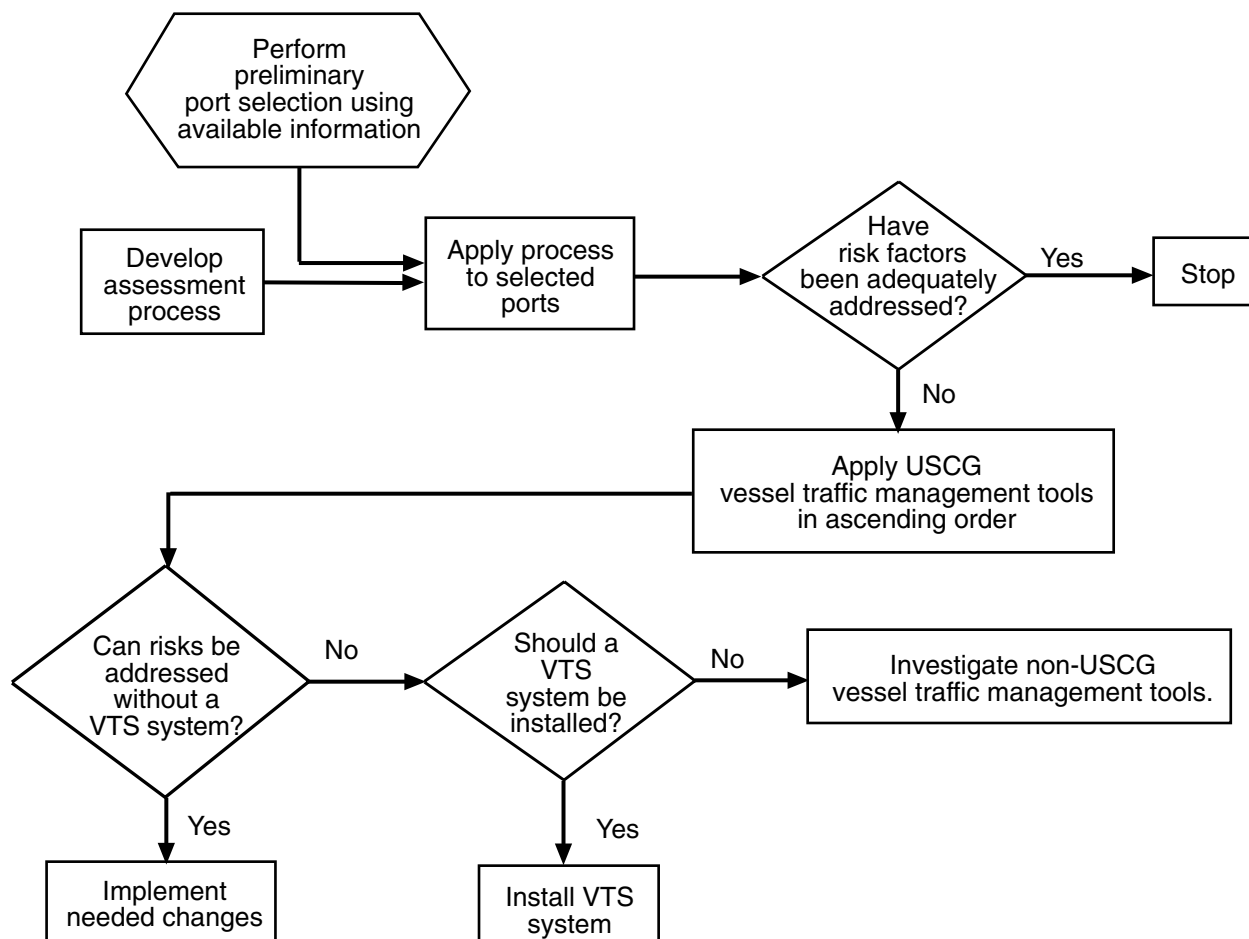 Perform
preliminary
port selection using
available information
Develop
assessment
process
Apply process
to selected
ports
Have
risk factors
been adequately
addressed?
Yes
Stop
No
Apply USCG
vessel traffic management tools
in ascending order
Can risks be
addressed
without a
VTS system?
No
Should a
VTS
system be
installed?
No
Investigate non-USCG
vessel traffic management tools.
Yes
Implement
needed changes
Yes
Install VTS
system